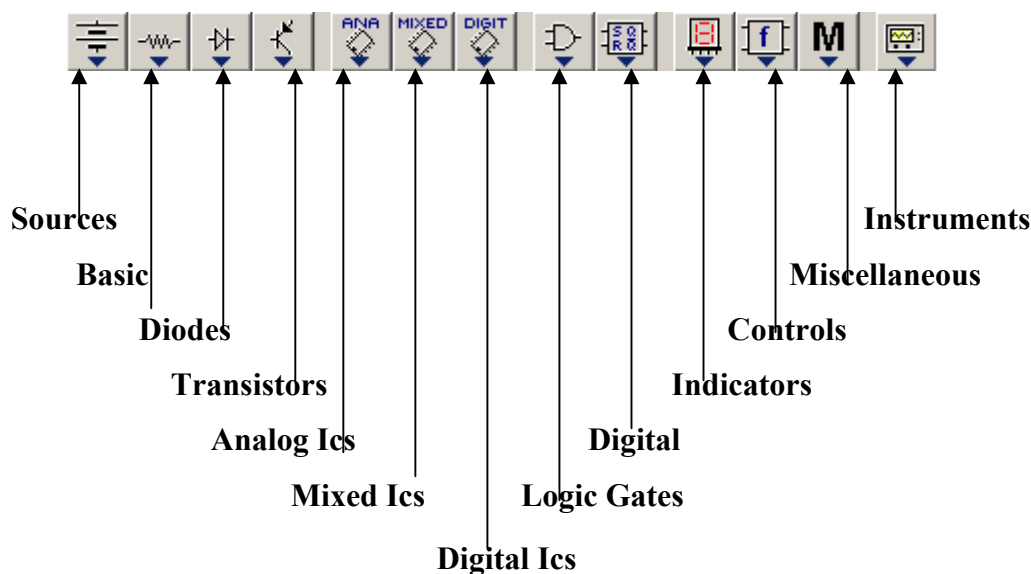 ANA MIXED DIGIT
S Q
R Q
f M
Sources Instruments
Basic Miscellaneous
Diodes Controls
Transistors Indicators
Analog Ics Digital
Mixed Ics Logic Gates
Digital Ics